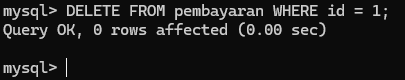 mysql> DELETE FROM pembayaran WHERE id = 1;
Query OK, 0 rows affected (0.00 sec)
mysql>